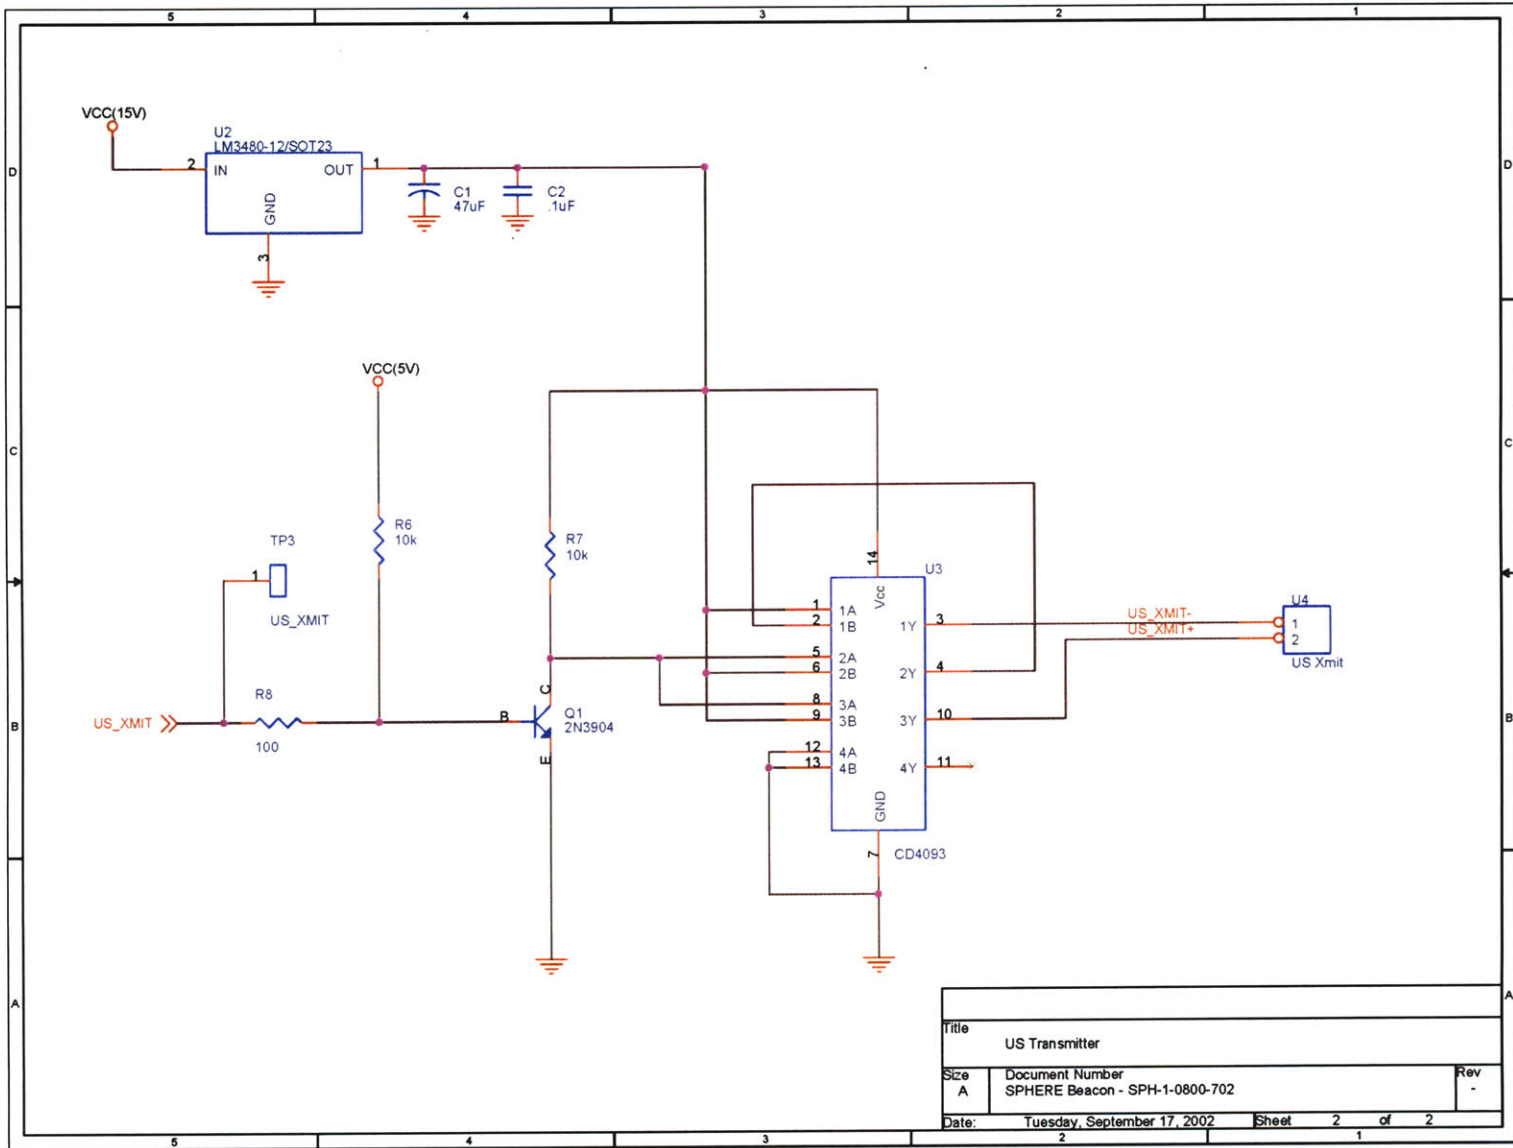 5 4 3 2 1
D D
C C
B B
A A
VCC(15V)
U2
LM3480-12/SOT23
2 IN OUT 1
GND
3
C1
47uF
C2
.1uF
VCC(5V)
R6
10k
R7
10k
TP3
1
US_XMIT
R8
100
US_XMIT
B
C
E
Q1
2N3904
U3
14
Vcc
1 1A
2 1B
1Y 3
5 2A
6 2B
2Y 4
8 3A
9 3B
3Y 10
12 4A
13 4B
4Y 11
GND
7
CD4093
US_XMIT-
US_XMIT+
U4
1
2
US Xmit
Title
US Transmitter
Size
A
Document Number
SPHERE Beacon - SPH-1-0800-702
Rev
-
Date: Tuesday, September 17, 2002 Sheet 2 of 2
5 4 3 2 1